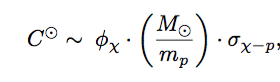 C^⊙ ∼ ϕ_χ · (M_⊙ / m_p) · σ_{χ−p},